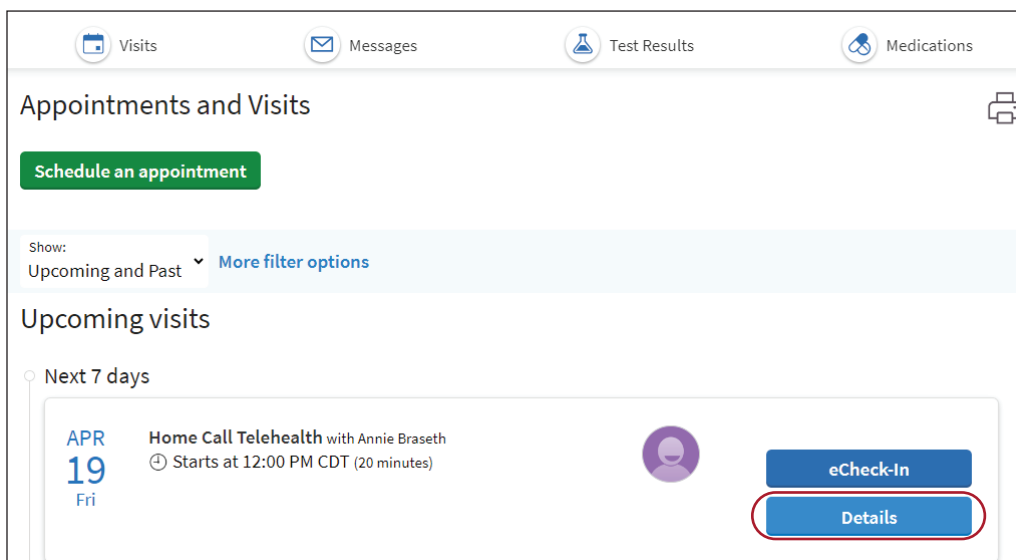 Visits Messages Test Results Medications
Appointments and Visits
Schedule an appointment
Show:
Upcoming and Past More filter options
Upcoming visits
Next 7 days
APR
19
Fri
Home Call Telehealth with Annie Braseth
Starts at 12:00 PM CDT (20 minutes)
eCheck-In
Details